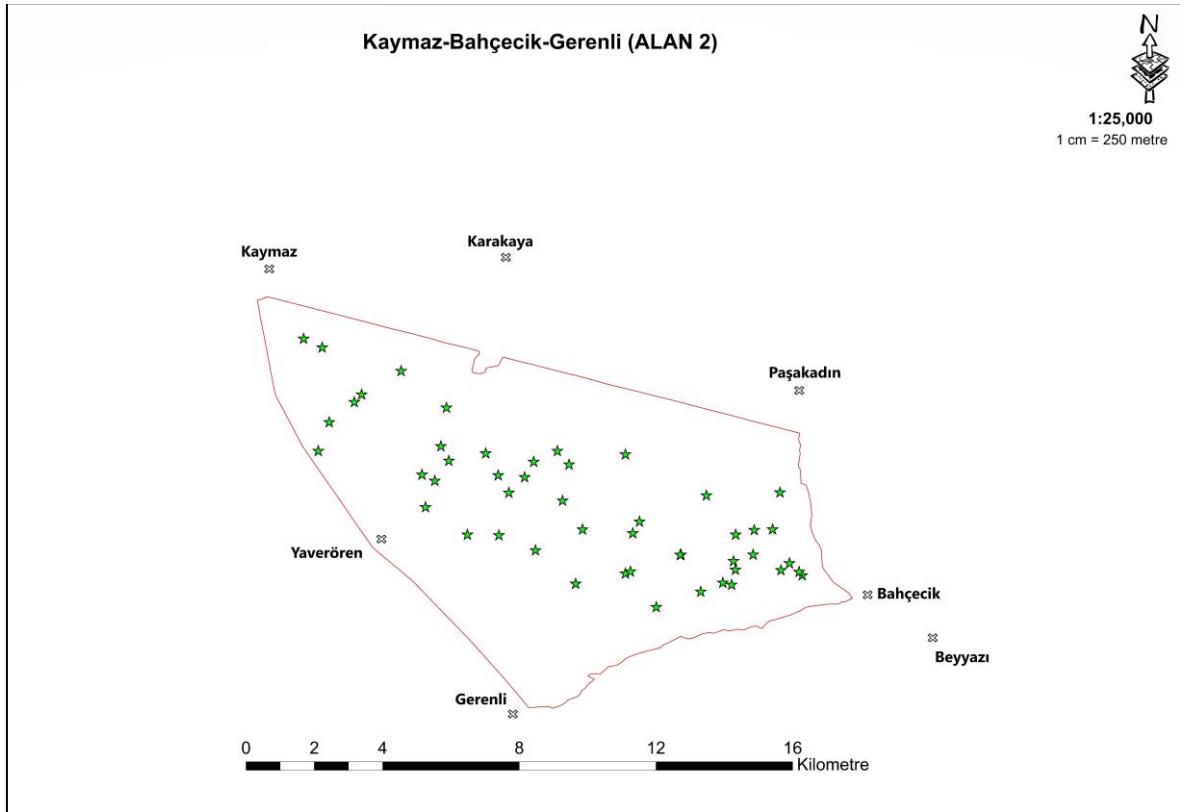 Kaymaz-Bahçecik-Gerenli (ALAN 2)
N
1:25,000
1 cm = 250 metre
Karakaya
Kaymaz
Paşakadın
Yaverören
Bahçecik
Beyyazı
Gerenli
0 2 4 8 12 16
Kilometre